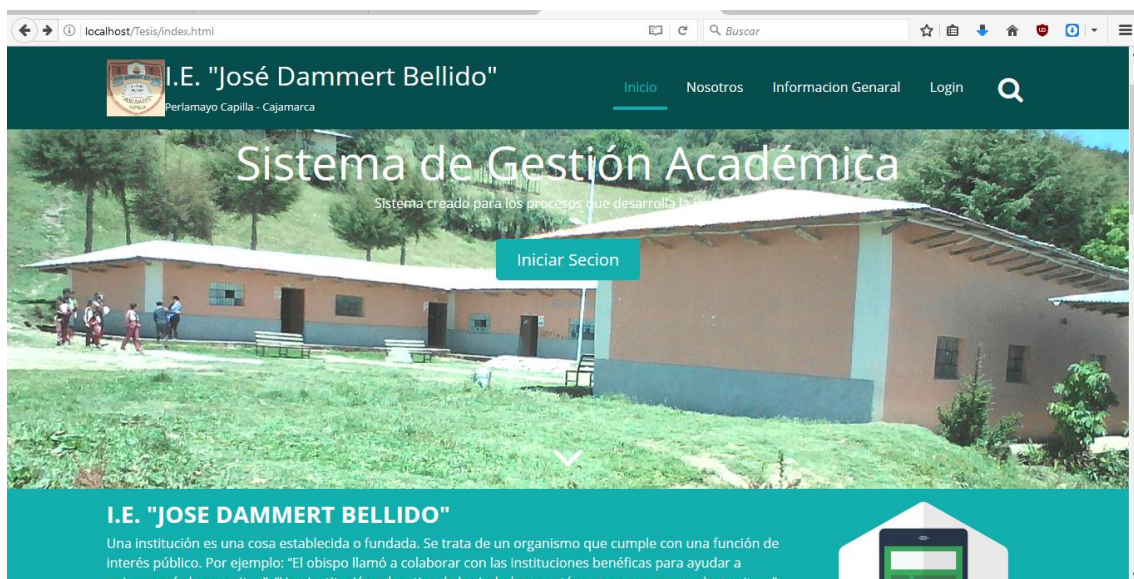 localhost/Tesis/index.html
Buscar
I.E. "José Dammert Bellido"
Perlamayo Capilla - Cajamarca
Inicio Nosotros Informacion Genaral Login
Sistema de Gestión Académica
Sistema creado para los procesos que desarrolla la
Iniciar Secion
I.E. "JOSE DAMMERT BELLIDO"
Una institución es una cosa establecida o fundada. Se trata de un organismo que cumple con una función de
interés público. Por ejemplo: “El obispo llamó a colaborar con las instituciones benéficas para ayudar a